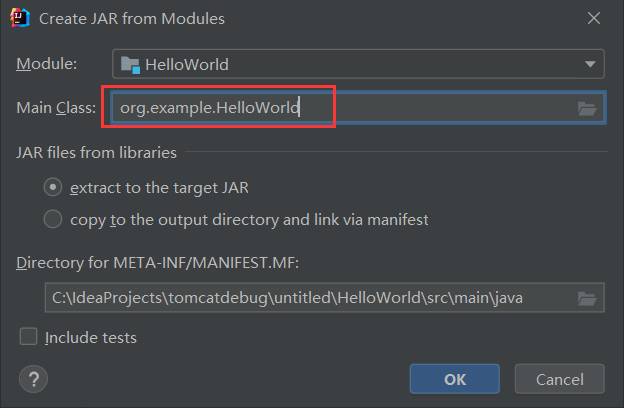 Create JAR from Modules
Module: HelloWorld
Main Class: org.example.HelloWorld
JAR files from libraries
extract to the target JAR
copy to the output directory and link via manifest
Directory for META-INF/MANIFEST.MF:
C:\IdeaProjects\tomcatdebug\untitled\HelloWorld\src\main\java
Include tests
? OK Cancel